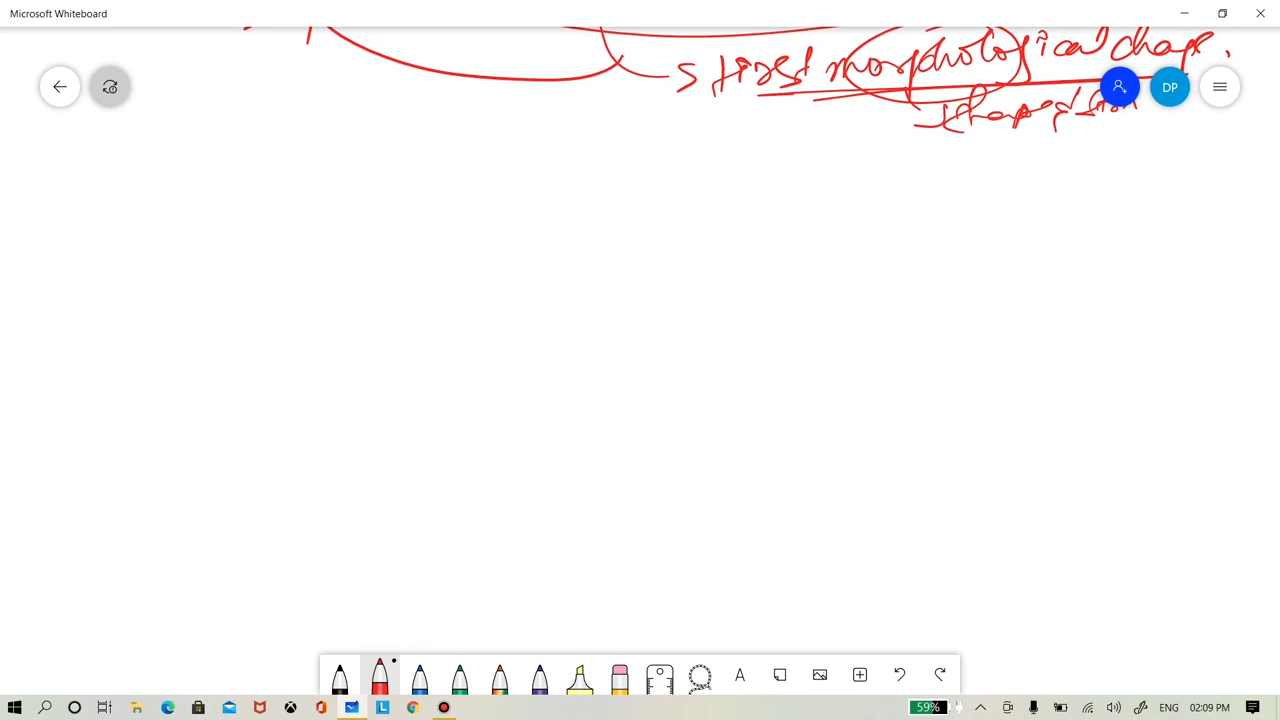 Microsoft Whiteboard
first morphological change.
DP
A
59%
ENG
02:09 PM